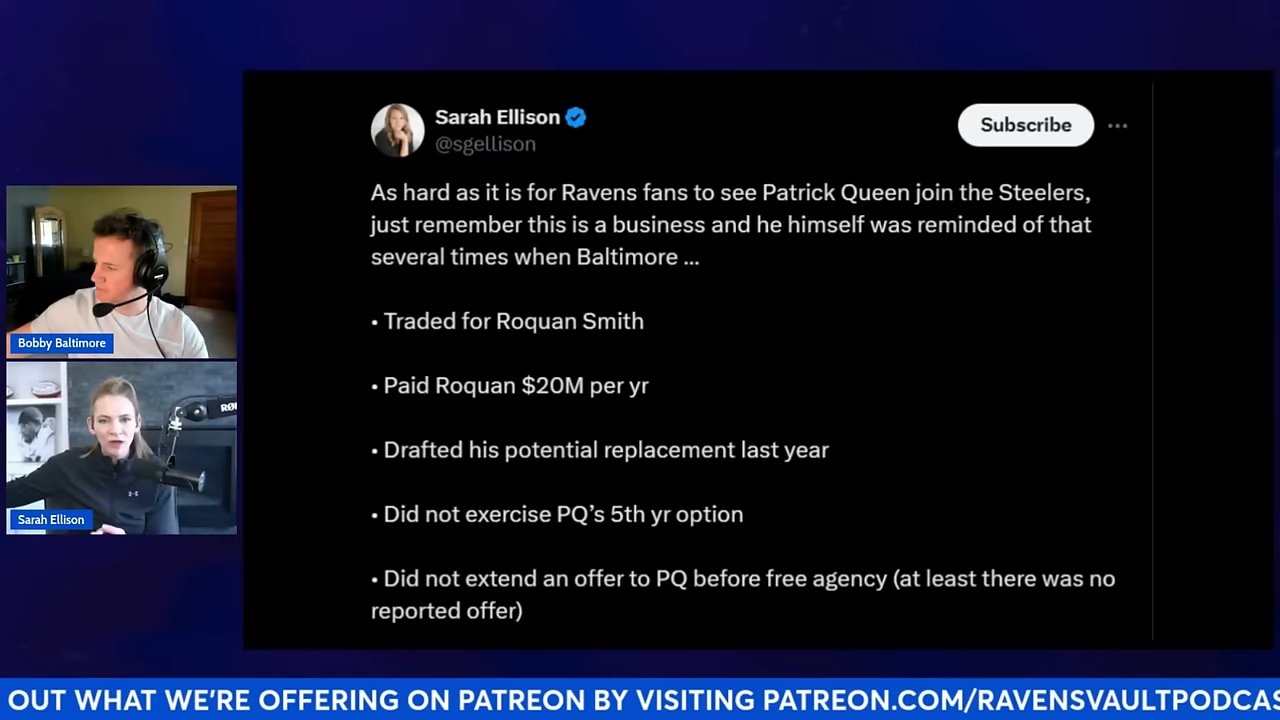 Sarah Ellison
@sgellison
Subscribe
As hard as it is for Ravens fans to see Patrick Queen join the Steelers,
just remember this is a business and he himself was reminded of that
several times when Baltimore ...
• Traded for Roquan Smith
• Paid Roquan $20M per yr
• Drafted his potential replacement last year
• Did not exercise PQ’s 5th yr option
• Did not extend an offer to PQ before free agency (at least there was no
reported offer)
Bobby Baltimore
Sarah Ellison
OUT WHAT WE'RE OFFERING ON PATREON BY VISITING PATREON.COM/RAVENSVAULTPODCAS